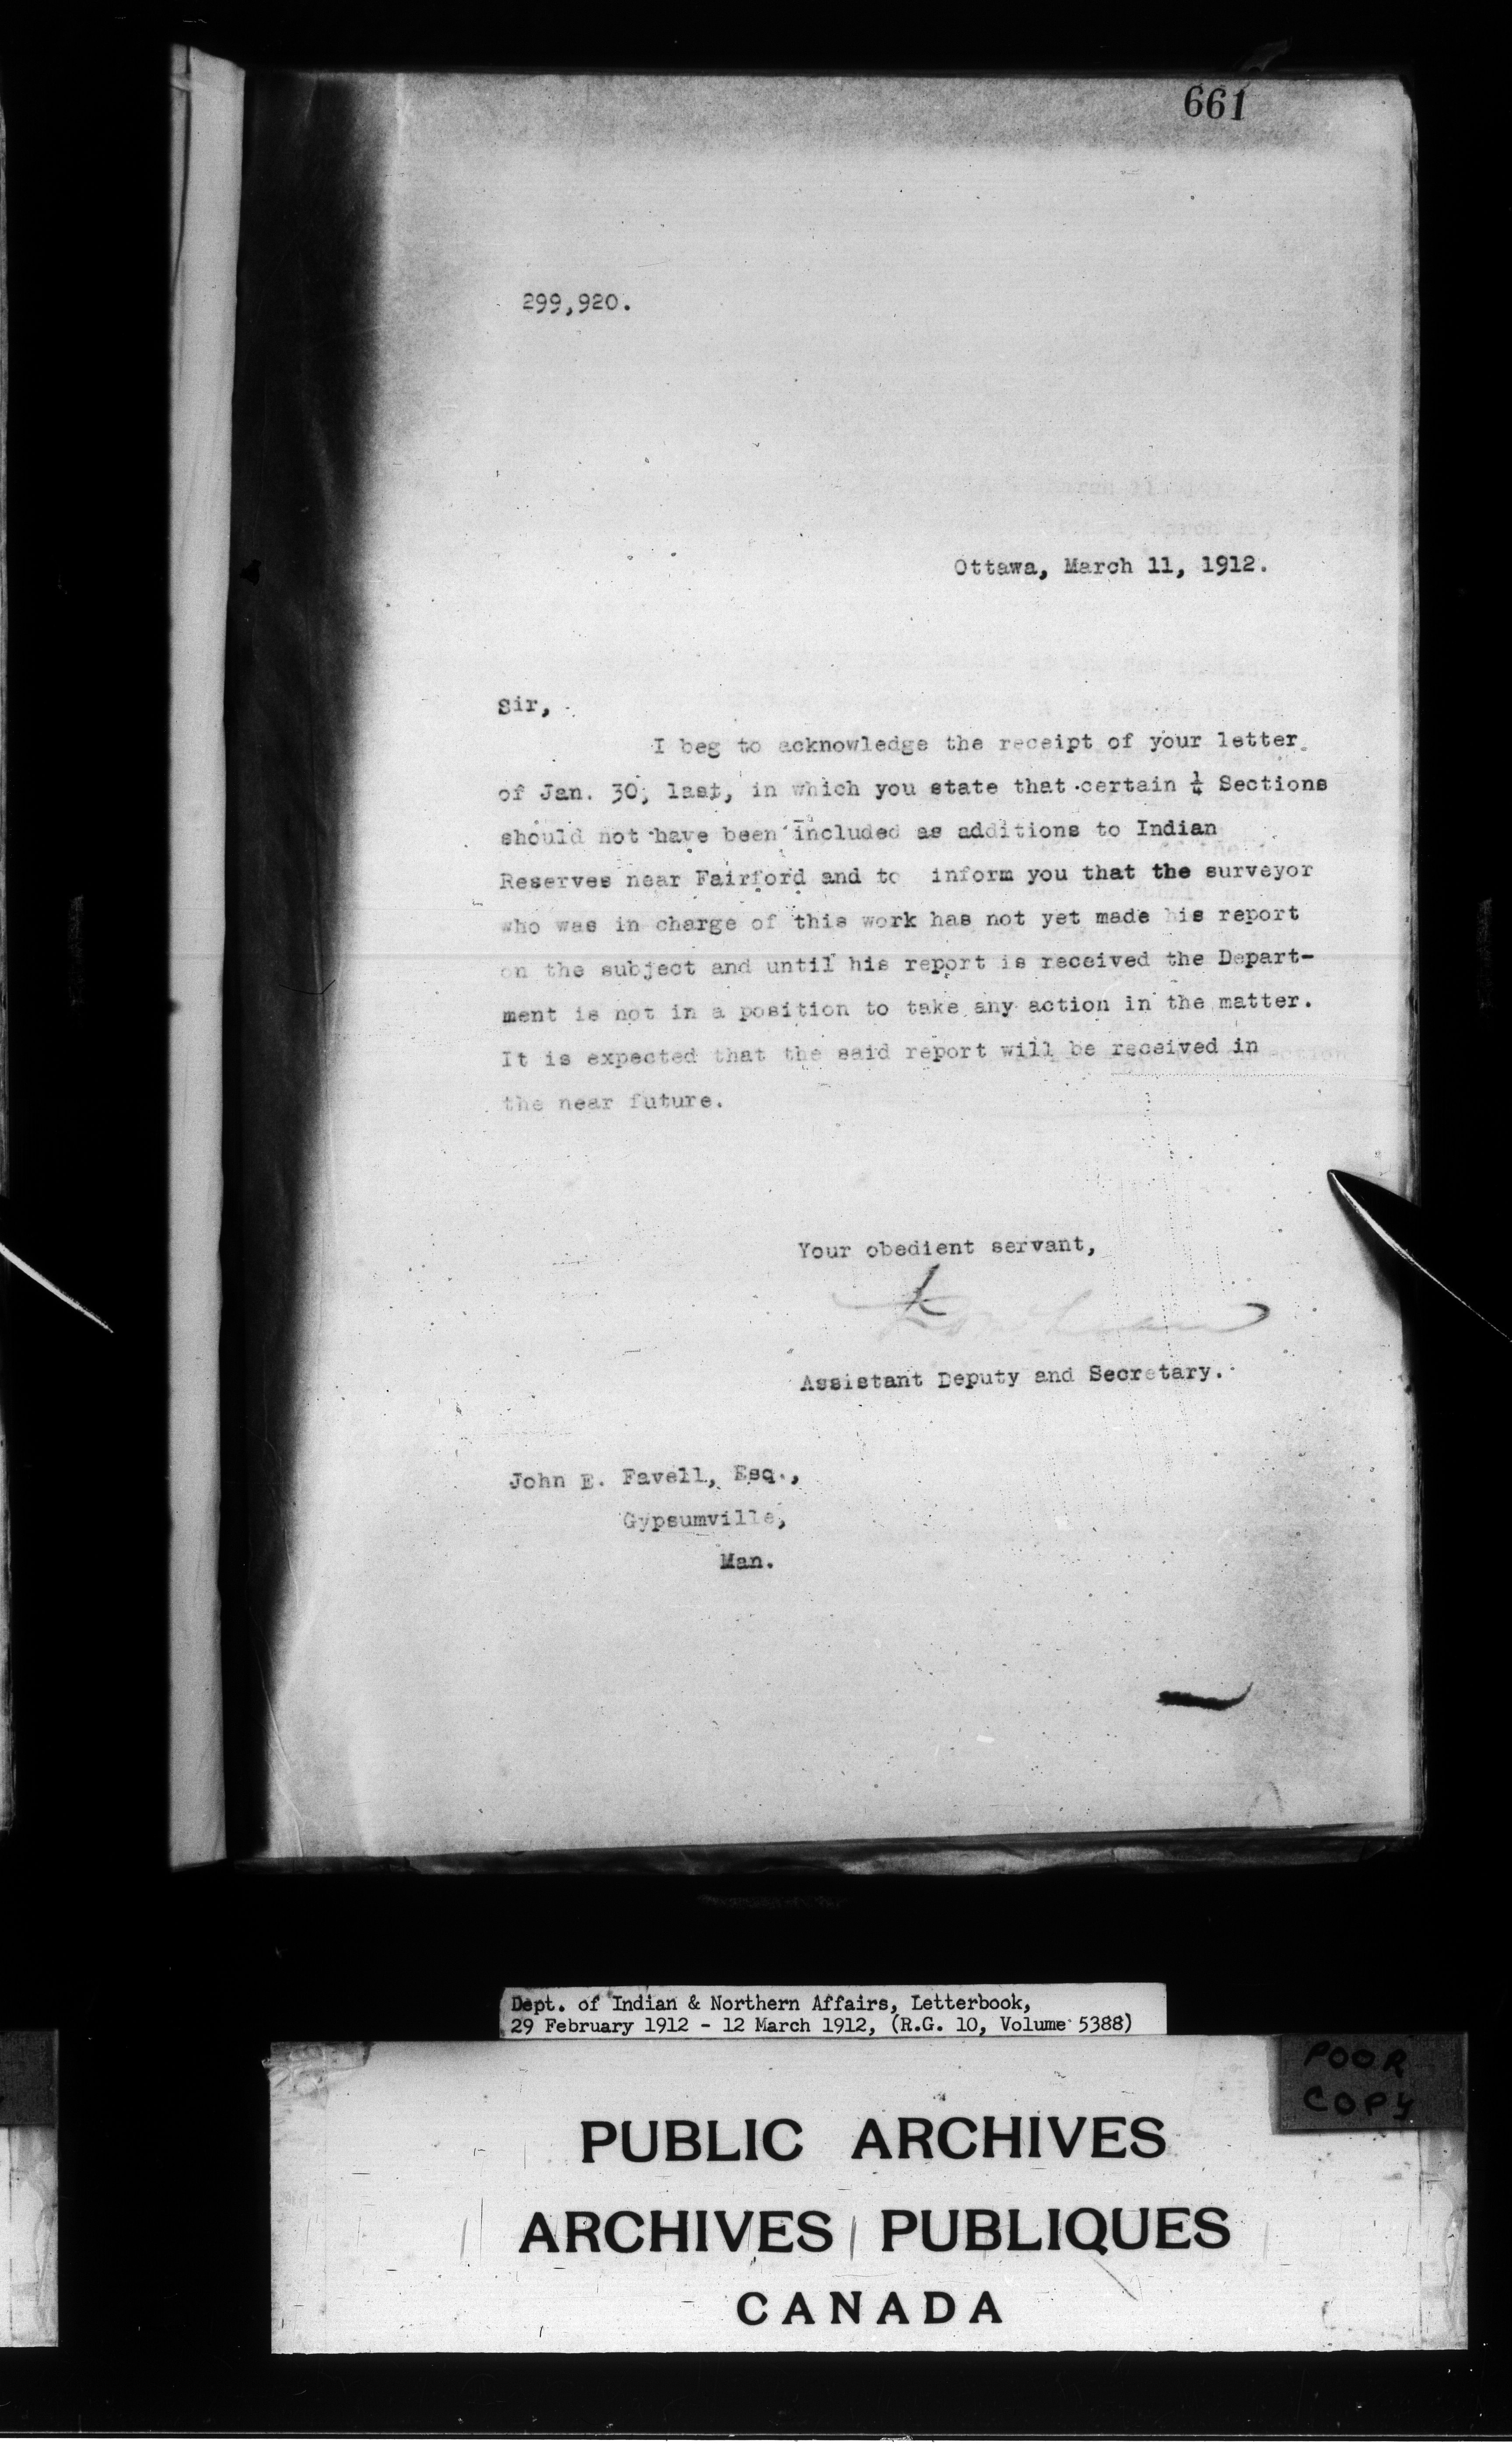 661
299,920.
Ottawa, March 11, 1912.
Sir,
I beg to acknowledge the receipt of your letter
of Jan. 30, last, in which you state that certain ¼ Sections
should not have been included as additions to Indian
Reserves near Fairford and to inform you that the surveyor
who was in charge of this work has not yet made his report
on the subject and until his report is received the Depart-
ment is not in a position to take any action in the matter.
It is expected that the said report will be received in
the near future.
Your obedient servant,
Assistant Deputy and Secretary.
John E. Favell, Esq.,
Gypsumville,
Man.
Dept. of Indian & Northern Affairs, Letterbook,
29 February 1912 - 12 March 1912, (R.G. 10, Volume 5388)
POOR
COPY
PUBLIC ARCHIVES
ARCHIVES PUBLIQUES
CANADA